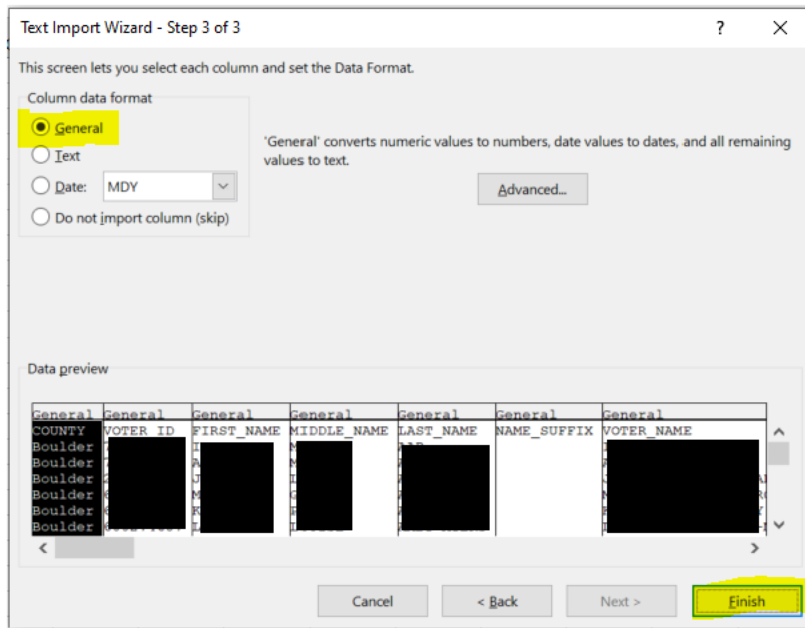 Text Import Wizard - Step 3 of 3 ?
This screen lets you select each column and set the Data Format.
Column data format
General
Text
Date: MDY
Do not import column (skip)
'General' converts numeric values to numbers, date values to dates, and all remaining
values to text.
Advanced...
Data preview
General General General General General General General
COUNTY VOTER_ID FIRST_NAME MIDDLE_NAME LAST_NAME NAME_SUFFIX VOTER_NAME
Boulder
Boulder
Boulder
Boulder
Boulder
Boulder
Cancel < Back Next > Finish